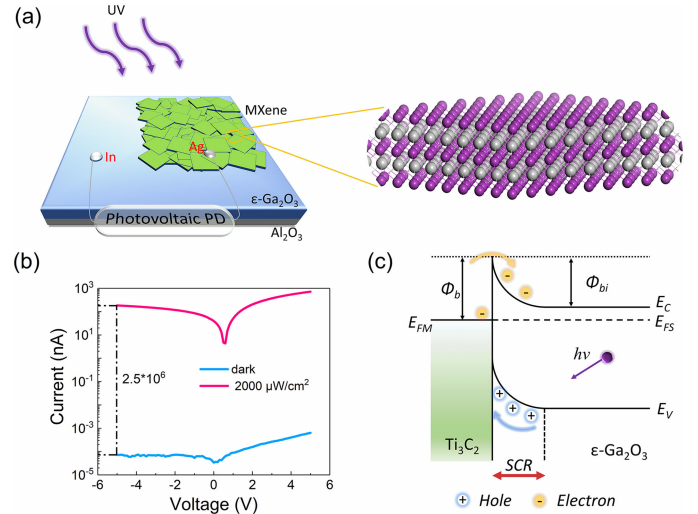 (a)
UV
MXene
In
Ag
ε-Ga₂O₃
Photovoltaic PD
Al₂O₃
(b)
Current (nA)
10³
10¹
10⁻¹
10⁻³
10⁻⁵
2.5*10⁶
dark
2000 μW/cm²
-6 -4 -2 0 2 4 6
Voltage (V)
(c)
Φb
Φbi
EC
EFM
EFS
hν
EV
Ti₃C₂
ε-Ga₂O₃
SCR
+ Hole - Electron